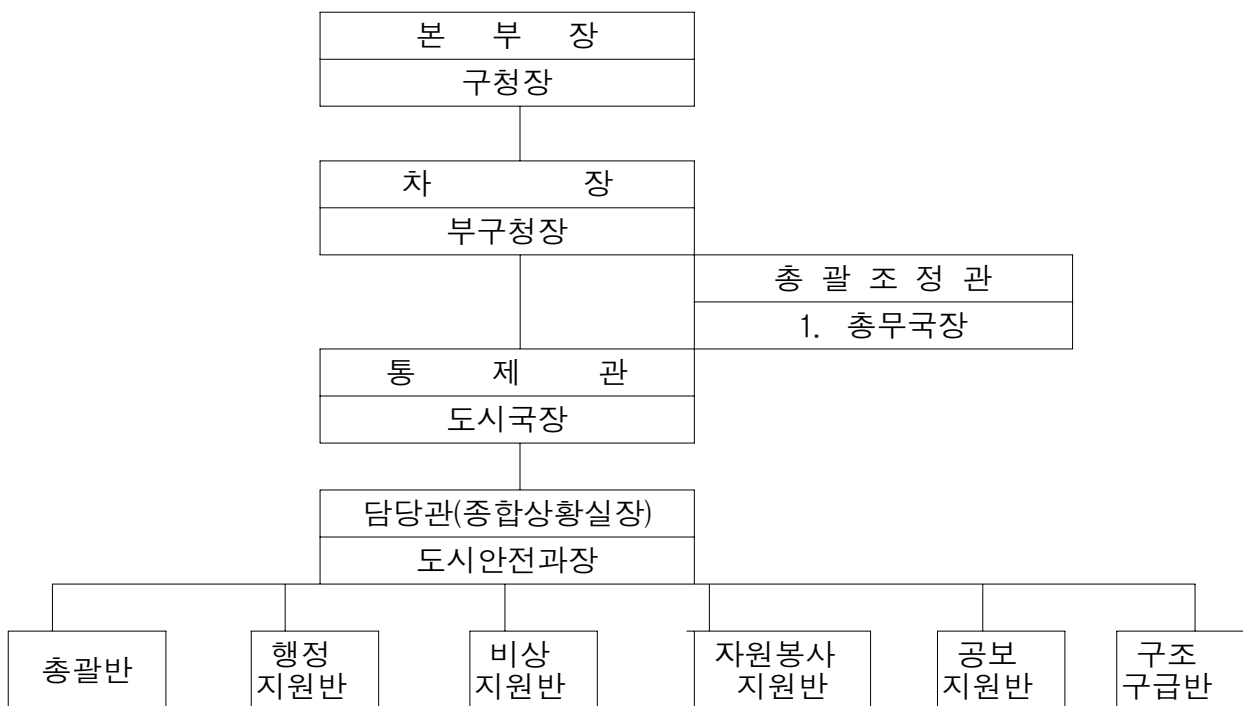 본 부 장
구청장
차 장
부구청장
총 괄 조 정 관
1. 총무국장
통 제 관
도시국장
담당관(종합상황실장)
도시안전과장
총괄반
행정
지원반
비상
지원반
자원봉사
지원반
공보
지원반
구조
구급반